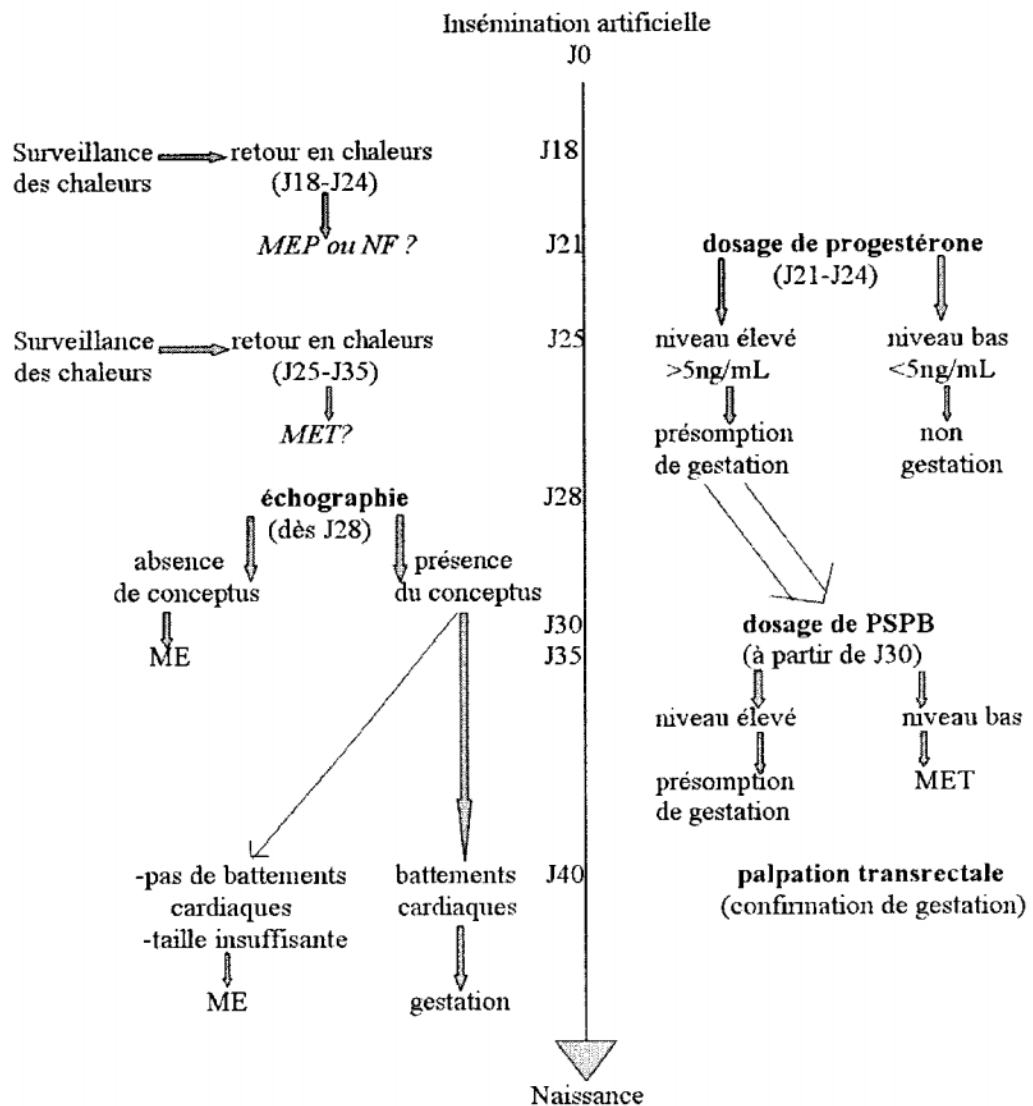 Insémination artificielle
J0
Surveillance
des chaleurs
retour en chaleurs
(J18-J24)
MEP ou NF ?
J18
J21
dosage de progestérone
(J21-J24)
niveau élevé
>5ng/mL
niveau bas
<5ng/mL
présomption
de gestation
non
gestation
Surveillance
des chaleurs
retour en chaleurs
(J25-J35)
MET?
J25
échographie
(dès J28)
J28
absence
de conceptus
présence
du conceptus
ME
J30
J35
dosage de PSPB
(à partir de J30)
niveau élevé
niveau bas
présomption
de gestation
MET
-pas de battements
cardiaques
-taille insuffisante
battements
cardiaques
J40
palpation transrectale
(confirmation de gestation)
ME
gestation
Naissance